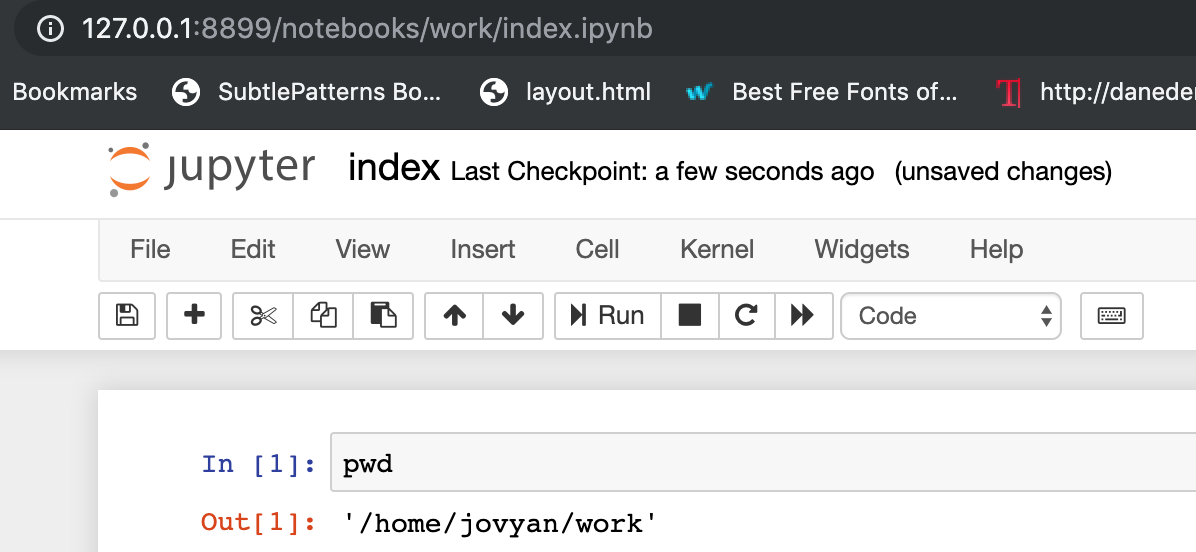 127.0.0.1:8899/notebooks/work/index.ipynb
Bookmarks SubtlePatterns Bo... layout.html Best Free Fonts of... http://daneden
jupyter index Last Checkpoint: a few seconds ago (unsaved changes)
File Edit View Insert Cell Kernel Widgets Help
Run Code
In [1]: pwd
Out[1]: '/home/jovyan/work'